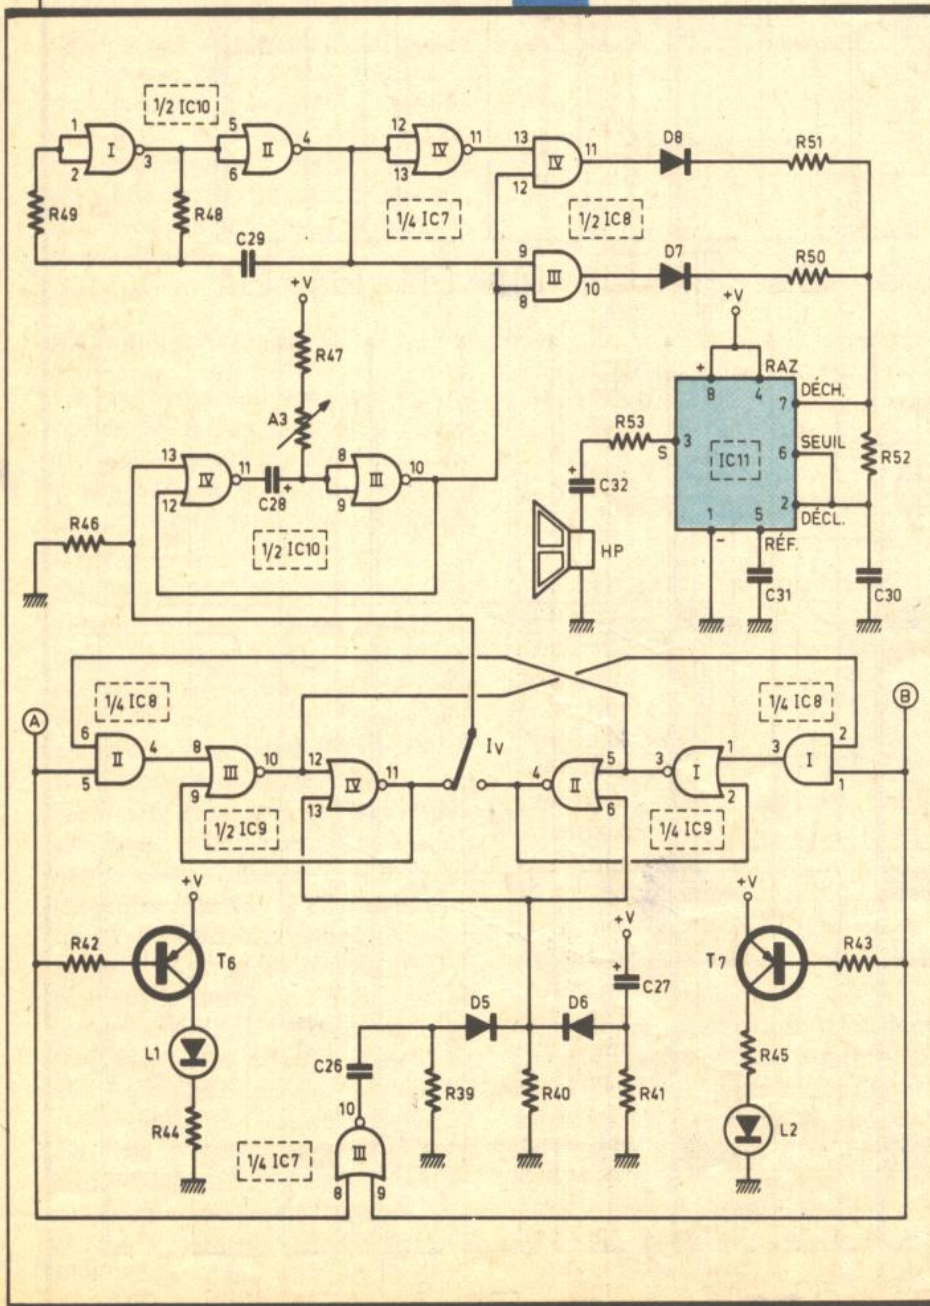 1/2 IC10
1 2 I 3
5 6 II 4
12 13 IV 11
13 12 IV 11
D8
R51
R49
R48
1/4 IC7
1/2 IC8
C29
9 8 III 10
D7
R50
+V
+V
R47
+ 8
4 RAZ
7 DÉCH.
A3
R53
3 S
IC11
6 SEUIL
R52
13 12 IV 11
C28 +
8 9 III 10
+ C32
2 DÉCL.
R46
1/2 IC10
HP
1 -
5 RÉF.
C31
C30
A
1/4 IC8
1/4 IC8
B
6 5 II 4
8 9 III 10
12 13 IV 11
IV
4 II 5 6
3 I 1 2
3 I 2 1
1/2 IC9
1/4 IC9
+V
+V
+V
R42
T6
+ C27
T7
R43
D5
D6
L1
C26
R39
R40
R41
R45
R44
10
L2
1/4 IC7
III
8 9